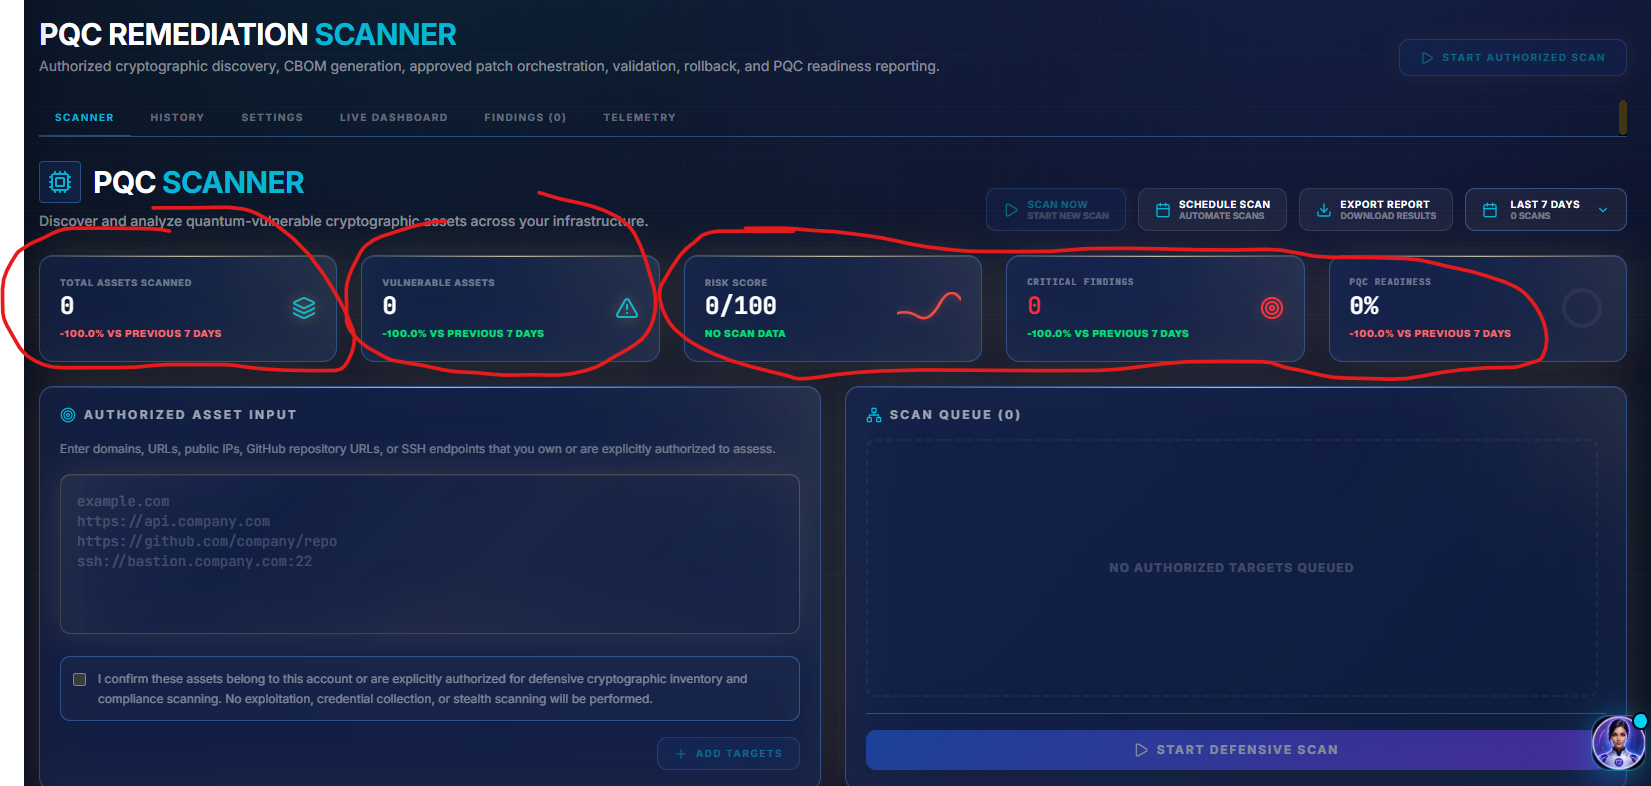 PQC REMEDIATION SCANNER
Authorized cryptographic discovery, CBOM generation, approved patch orchestration, validation, rollback, and PQC readiness reporting.
START AUTHORIZED SCAN
SCANNER HISTORY SETTINGS LIVE DASHBOARD FINDINGS (0) TELEMETRY
PQC SCANNER
Discover and analyze quantum-vulnerable cryptographic assets across your infrastructure.
SCAN NOW
START NEW SCAN
SCHEDULE SCAN
AUTOMATE SCANS
EXPORT REPORT
DOWNLOAD RESULTS
LAST 7 DAYS
0 SCANS
TOTAL ASSETS SCANNED
0
-100.0% VS PREVIOUS 7 DAYS
VULNERABLE ASSETS
0
-100.0% VS PREVIOUS 7 DAYS
RISK SCORE
0/100
NO SCAN DATA
CRITICAL FINDINGS
0
-100.0% VS PREVIOUS 7 DAYS
PQC READINESS
0%
-100.0% VS PREVIOUS 7 DAYS
AUTHORIZED ASSET INPUT
Enter domains, URLs, public IPs, GitHub repository URLs, or SSH endpoints that you own or are explicitly authorized to assess.
example.com
https://api.company.com
https://github.com/company/repo
ssh://bastion.company.com:22
I confirm these assets belong to this account or are explicitly authorized for defensive cryptographic inventory and
compliance scanning. No exploitation, credential collection, or stealth scanning will be performed.
+ ADD TARGETS
SCAN QUEUE (0)
NO AUTHORIZED TARGETS QUEUED
START DEFENSIVE SCAN